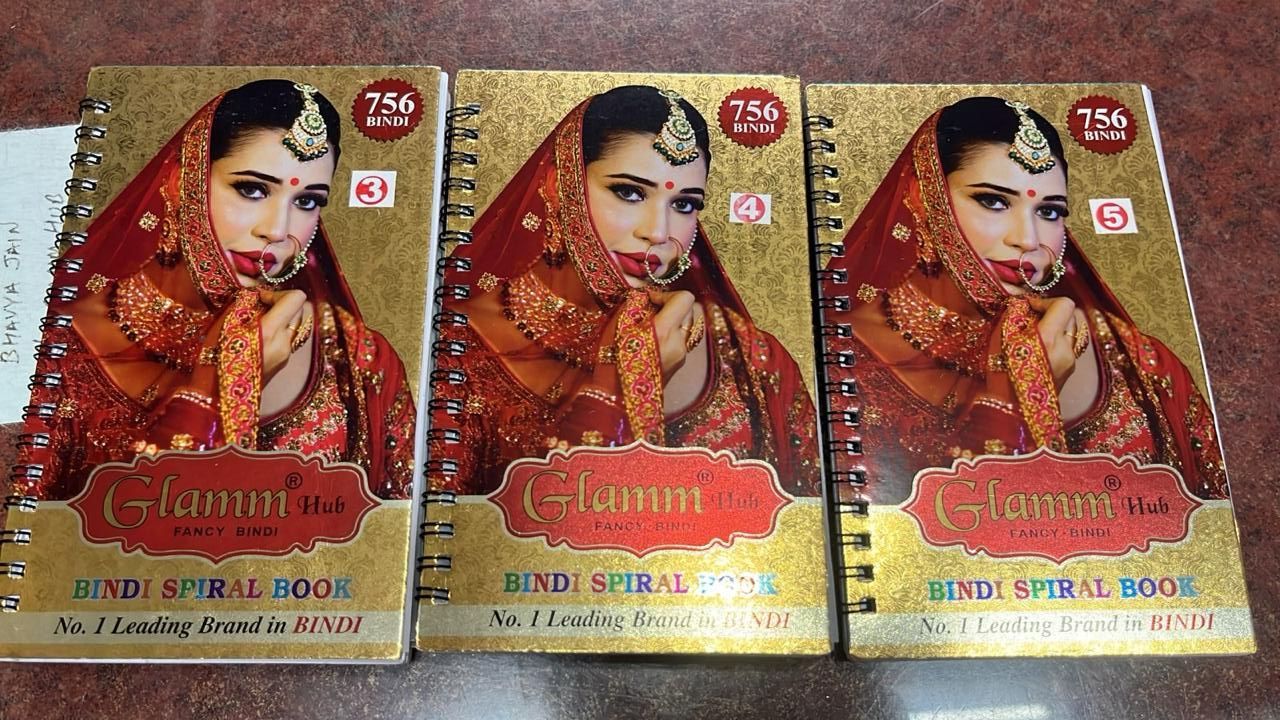 BHAVYA JAIN
HUB
756
BINDI
3
Glamm® Hub
FANCY BINDI
BINDI SPIRAL BOOK
No. 1 Leading Brand in BINDI
756
BINDI
4
Glamm® Hub
FANCY BINDI
BINDI SPIRAL BOOK
No. 1 Leading Brand in BINDI
756
BINDI
5
Glamm® Hub
FANCY BINDI
BINDI SPIRAL BOOK
No. 1 Leading Brand in BINDI